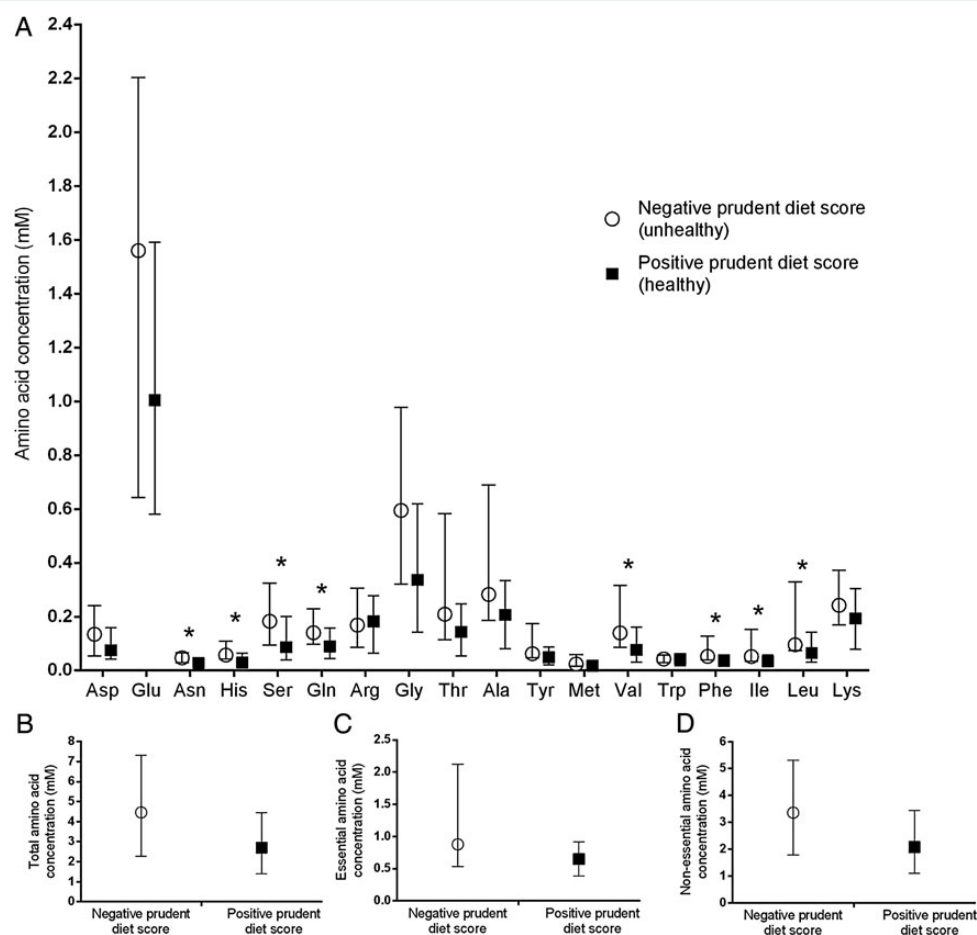 A
2.4
2.2
2.0
1.8
1.6
1.4
1.2
1.0
0.8
0.6
0.4
0.2
0.0
Amino acid concentration (mM)
Negative prudent diet score
(unhealthy)
Positive prudent diet score
(healthy)
* * * * * * * *
Asp Glu Asn His Ser Gln Arg Gly Thr Ala Tyr Met Val Trp Phe Ile Leu Lys
B
8
7
6
5
4
3
2
1
0
Total amino acid
concentration (mM)
Negative prudent
diet score
Positive prudent
diet score
C
2.5
2.0
1.5
1.0
0.5
0.0
Essential amino acid
concentration (mM)
Negative prudent
diet score
Positive prudent
diet score
D
6
5
4
3
2
1
0
Non-essential amino acid
concentration (mM)
Negative prudent
diet score
Positive prudent
diet score